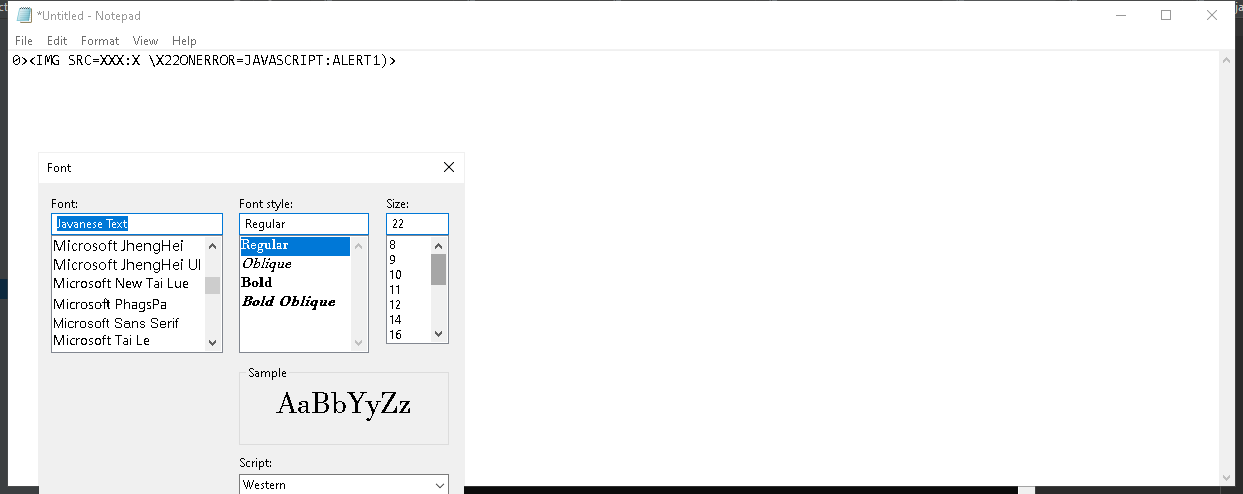 *Untitled - Notepad
File Edit Format View Help
0><IMG SRC=XXX:X \X22ONERROR=JAVASCRIPT:ALERT1)>
Font
Font: Font style: Size:
Javanese Text Regular 22
Microsoft JhengHei Regular 8
Microsoft JhengHei UI Oblique 9
Microsoft New Tai Lue Bold 10
Microsoft PhagsPa Bold Oblique 11
Microsoft Sans Serif 12
Microsoft Tai Le 14
16
Sample
AaBbYyZz
Script:
Western